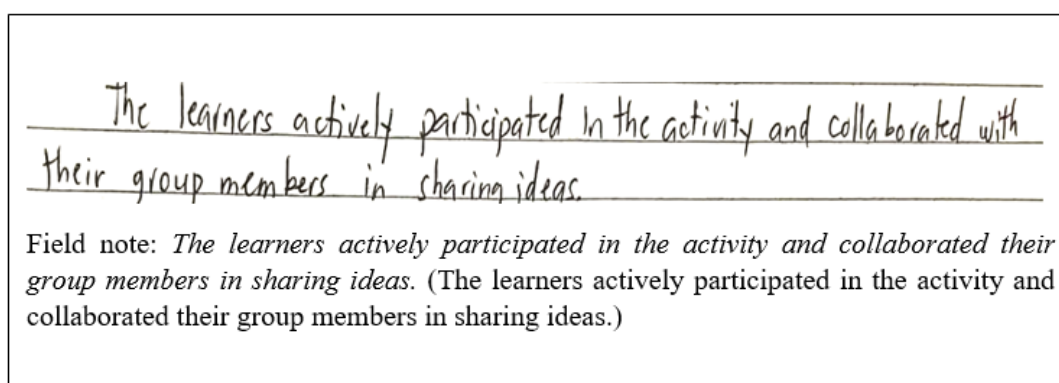 The learners actively participated in the activity and collaborated with
their group members in sharing ideas.
Field note: The learners actively participated in the activity and collaborated their
group members in sharing ideas. (The learners actively participated in the activity and
collaborated their group members in sharing ideas.)